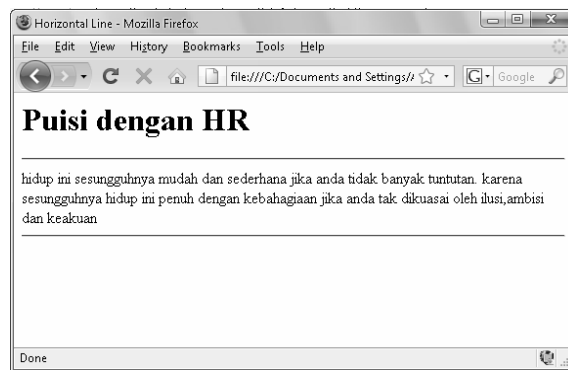 Horizontal Line - Mozilla Firefox
File Edit View History Bookmarks Tools Help
file:///C:/Documents and Settings/ G Google
Puisi dengan HR
hidup ini sesungguhnya mudah dan sederhana jika anda tidak banyak tuntutan. karena
sesungguhnya hidup ini penuh dengan kebahagiaan jika anda tak dikuasai oleh ilusi,ambisi
dan keakuan
Done